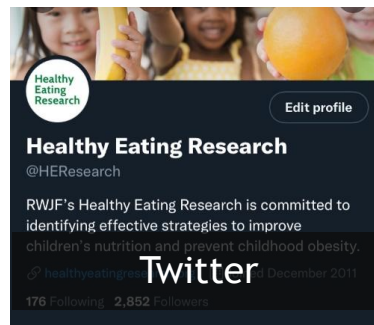 Healthy
Eating
Research
Edit profile
Healthy Eating Research
@HEResearch
RWJF's Healthy Eating Research is committed to
identifying effective strategies to improve
children's nutrition and prevent childhood obesity.
Twitter
December 2011
176 Following 2,852 Followers